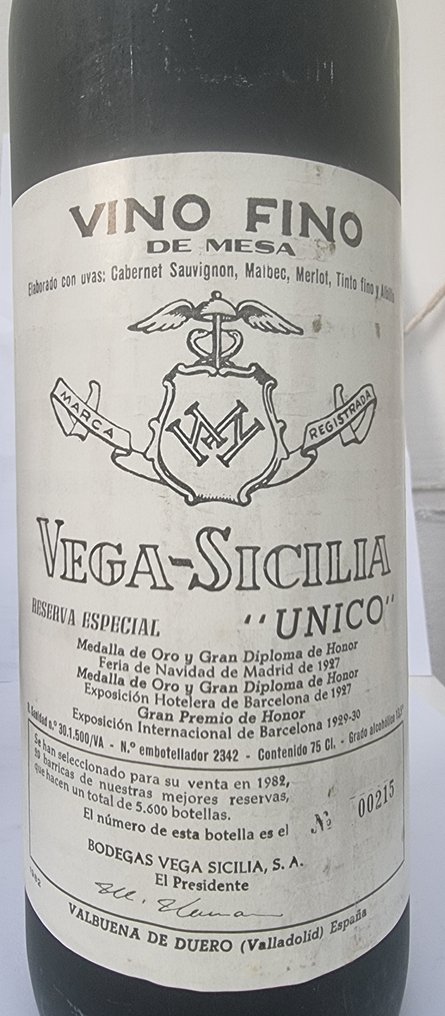 VINO FINO
DE MESA
Elaborado con uvas: Cabernet Sauvignon, Malbec, Merlot, Tinto fino y Albillo
MARCA
REGISTRADA
VEGA-SICILIA
RESERVA ESPECIAL "UNICO"
Medalla de Oro y Gran Diploma de Honor
Feria de Navidad de Madrid de 1927
Medalla de Oro y Gran Diploma de Honor
Exposición Hotelera de Barcelona de 1927
Gran Premio de Honor
Exposición Internacional de Barcelona 1929-30
n.º 30.1.500/VA - N.º embotellador 2342 - Contenido 75 Cl. - Grado alcohólico
Se han seleccionado para su venta en 1982,
barricas de nuestras mejores reservas,
que hacen un total de 5.600 botellas.
El número de esta botella es el Nº 00215
BODEGAS VEGA SICILIA, S. A.
El Presidente
1982
VALBUENA DE DUERO (Valladolid) España